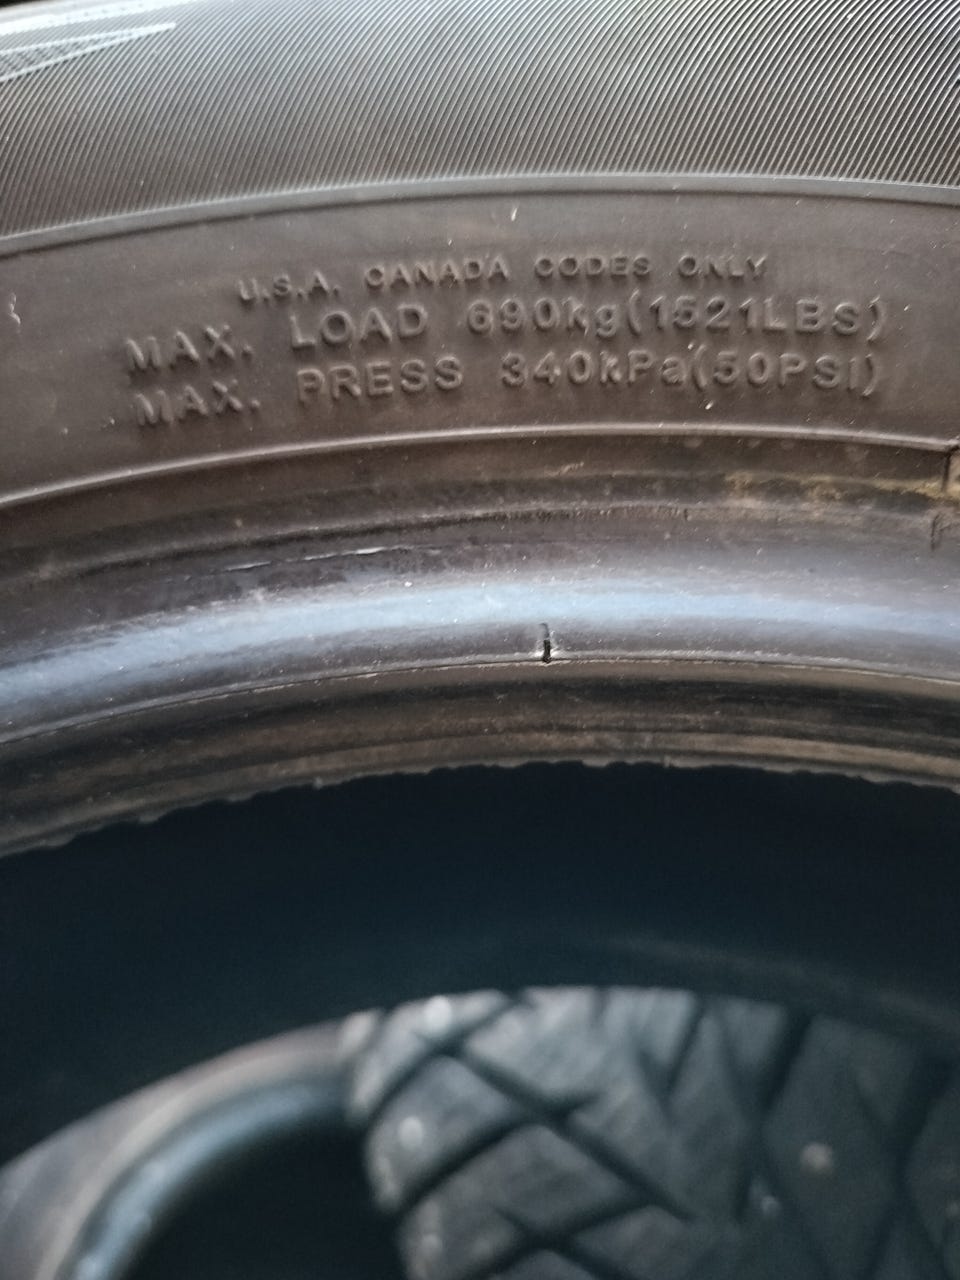 U.S.A. CANADA CODES ONLY
MAX. LOAD 690kg(1521LBS)
MAX. PRESS 340kPa(50PSI)